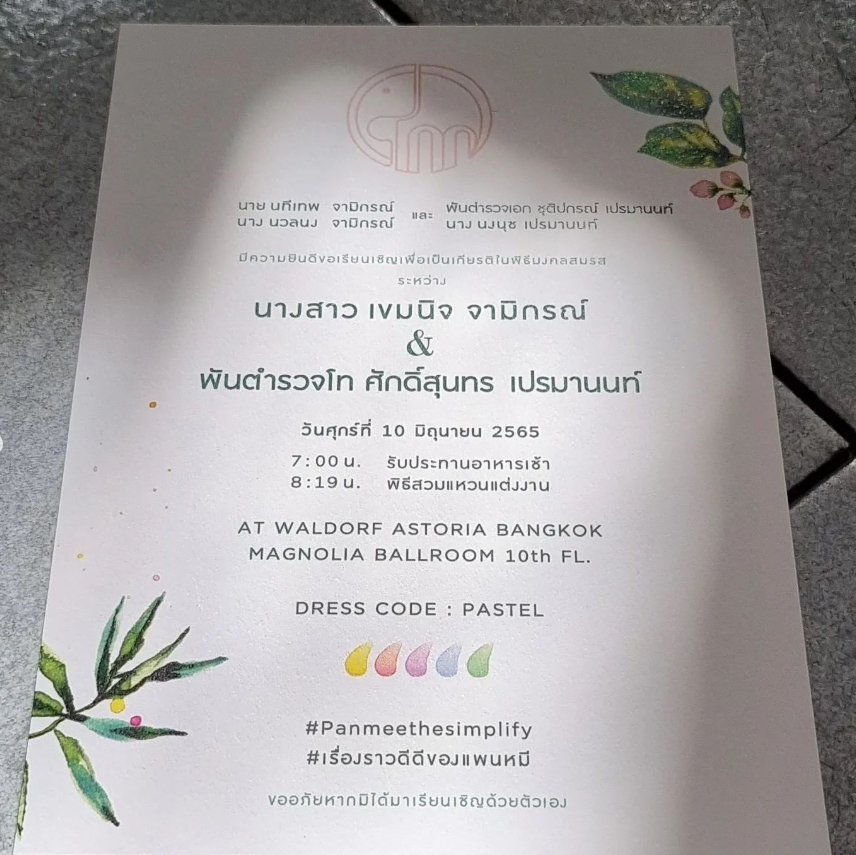 นาย นทีเทพ จามิกรณ์ และ พันตำรวจเอก ชุติปกรณ์ เปรมานนท์
นาง นวลนง จามิกรณ์ นาง นงนุช เปรมานนท์
มีความยินดีขอเรียนเชิญเพื่อเป็นเกียรติในพิธีมงคลสมรส
ระหว่าง
นางสาว เขมนิจ จามิกรณ์
&
พันตำรวจโท ศักดิ์สุนทร เปรมานนท์
วันศุกร์ที่ 10 มิถุนายน 2565
7:00 น. รับประทานอาหารเช้า
8:19 น. พิธีสวมแหวนแต่งงาน
AT WALDORF ASTORIA BANGKOK
MAGNOLIA BALLROOM 10th FL.
DRESS CODE : PASTEL
#Panmeethesimplify
#เรื่องราวดีดีของแพนหมี
ขออภัยหากมิได้มาเรียนเชิญด้วยตัวเอง